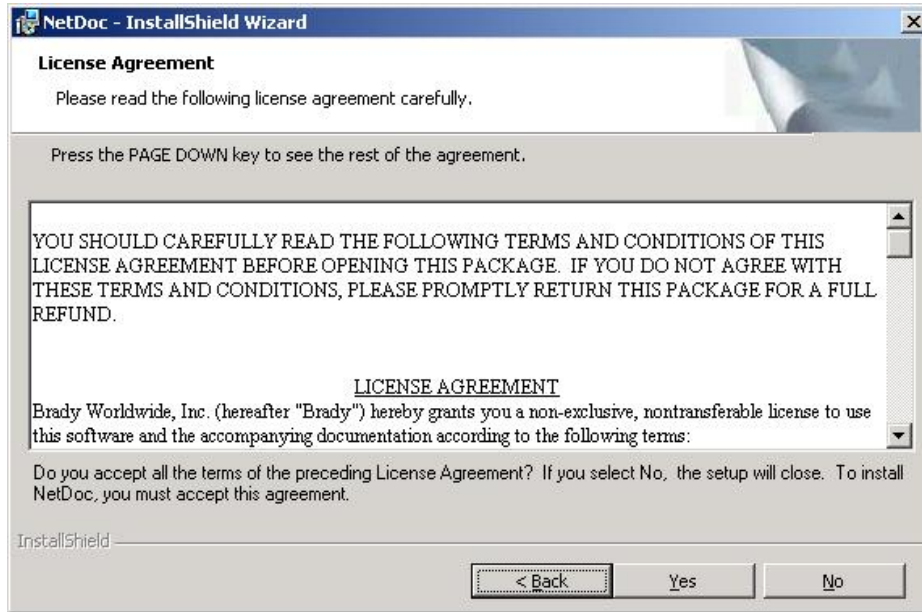 NetDoc - InstallShield Wizard
License Agreement
Please read the following license agreement carefully.
Press the PAGE DOWN key to see the rest of the agreement.
YOU SHOULD CAREFULLY READ THE FOLLOWING TERMS AND CONDITIONS OF THIS
LICENSE AGREEMENT BEFORE OPENING THIS PACKAGE.  IF YOU DO NOT AGREE WITH
THESE TERMS AND CONDITIONS, PLEASE PROMPTLY RETURN THIS PACKAGE FOR A FULL
REFUND.
LICENSE AGREEMENT
Brady Worldwide, Inc. (hereafter "Brady") hereby grants you a non-exclusive, nontransferable license to use
this software and the accompanying documentation according to the following terms:
Do you accept all the terms of the preceding License Agreement?  If you select No,  the setup will close.  To install
NetDoc, you must accept this agreement.
InstallShield
< Back
Yes
No